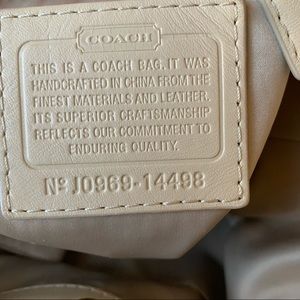 COACH
THIS IS A COACH BAG. IT WAS
HANDCRAFTED IN CHINA FROM THE
FINEST MATERIALS AND LEATHER.
ITS SUPERIOR CRAFTSMANSHIP
REFLECTS OUR COMMITMENT TO
ENDURING QUALITY.
Nº J0969-14498